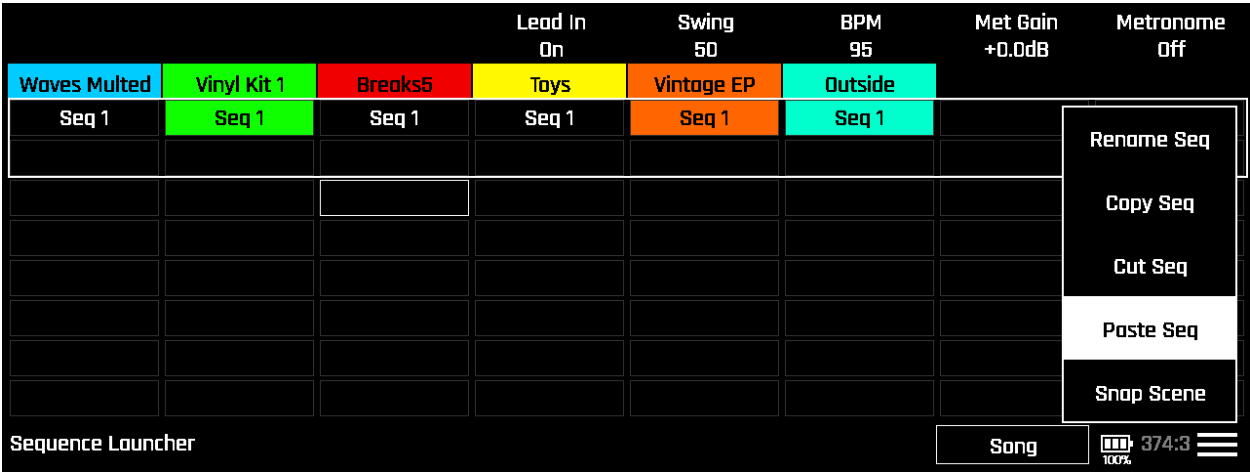 Lead In Swing BPM Met Gain Metronome
On 50 95 +0.0dB Off
Waves Multed Vinyl Kit 1 Breaks5 Toys Vintage EP Outside
Seq 1 Seq 1 Seq 1 Seq 1 Seq 1 Seq 1
Rename Seq
Copy Seq
Cut Seq
Paste Seq
Snap Scene
Sequence Launcher Song 100% 374:3